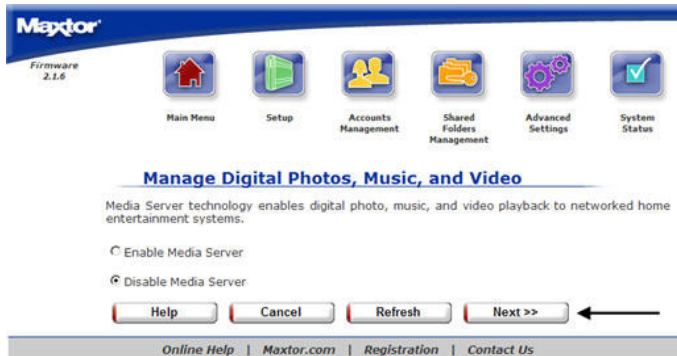 Maxtor
Firmware
2.1.6
Main Menu
Setup
Accounts
Management
Shared
Folders
Management
Advanced
Settings
System
Status
Manage Digital Photos, Music, and Video
Media Server technology enables digital photo, music, and video playback to networked home
entertainment systems.
Enable Media Server
Disable Media Server
Help Cancel Refresh Next >>
Online Help | Maxtor.com | Registration | Contact Us